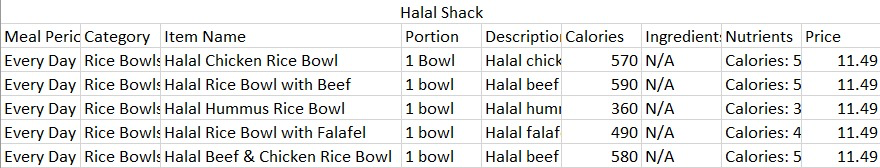 Halal Shack
Meal Peric Category Item Name Portion Description Calories Ingredients Nutrients Price
Every Day Rice Bowls Halal Chicken Rice Bowl 1 Bowl Halal chick 570 N/A Calories: 5 11.49
Every Day Rice Bowls Halal Rice Bowl with Beef 1 bowl Halal beef 590 N/A Calories: 5 11.49
Every Day Rice Bowls Halal Hummus Rice Bowl 1 bowl Halal humm 360 N/A Calories: 3 11.49
Every Day Rice Bowls Halal Rice Bowl with Falafel 1 bowl Halal falaf 490 N/A Calories: 4 11.49
Every Day Rice Bowls Halal Beef & Chicken Rice Bowl 1 bowl Halal beef 580 N/A Calories: 5 11.49